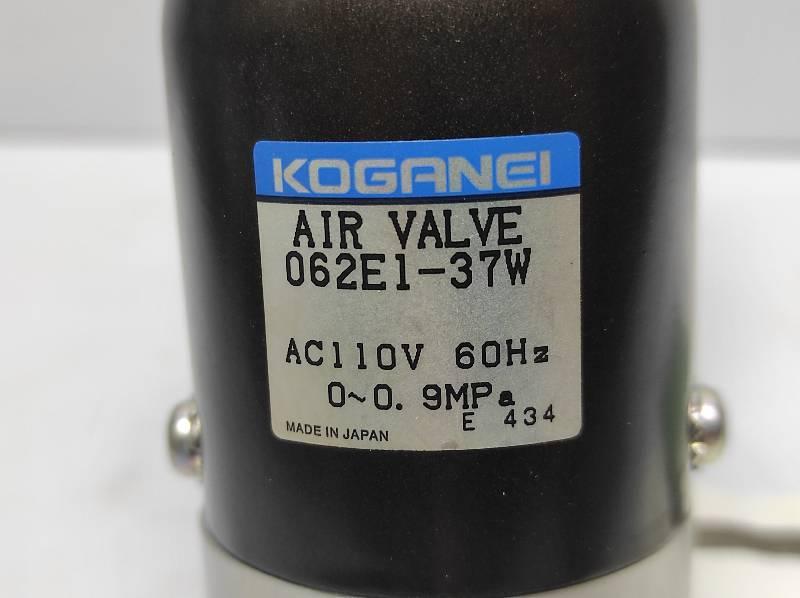 KOGANEI
AIR VALVE
062E1-37W
AC110V 60Hz
0~0.9MPa
E 434
MADE IN JAPAN